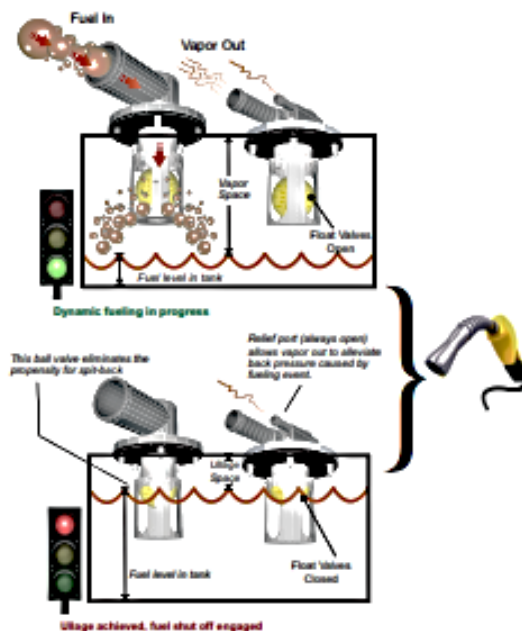 Fuel In
Vapor Out
Vapor
Space
Float Valves
Open
Fuel level in tank
Dynamic fueling in progress
This ball valve eliminates the
propensity for spit-back
Relief port (always open)
allows vapor out to alleviate
back pressure caused by
fueling event.
Ullage
Space
Fuel level in tank
Float Valves
Closed
Ullage achieved, fuel shut off engaged